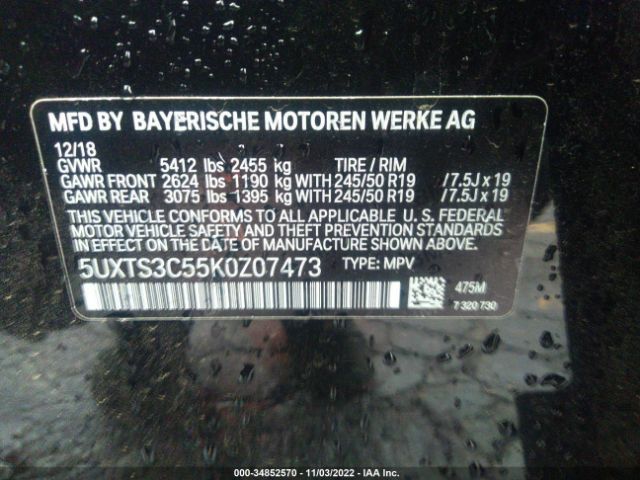 MFD BY BAYERISCHE MOTOREN WERKE AG
12/18
GVWR 5412 lbs 2455 kg TIRE / RIM
GAWR FRONT 2624 lbs 1190 kg WITH 245/50 R19 / 7.5J x 19
GAWR REAR 3075 lbs 1395 kg WITH 245/50 R19 / 7.5J x 19
THIS VEHICLE CONFORMS TO ALL APPLICABLE U. S. FEDERAL
MOTOR VEHICLE SAFETY AND THEFT PREVENTION STANDARDS
IN EFFECT ON THE DATE OF MANUFACTURE SHOWN ABOVE.
5UXTS3C55K0Z07473 TYPE: MPV
475M
7 320 730
000-34852570 - 11/03/2022 - IAA Inc.